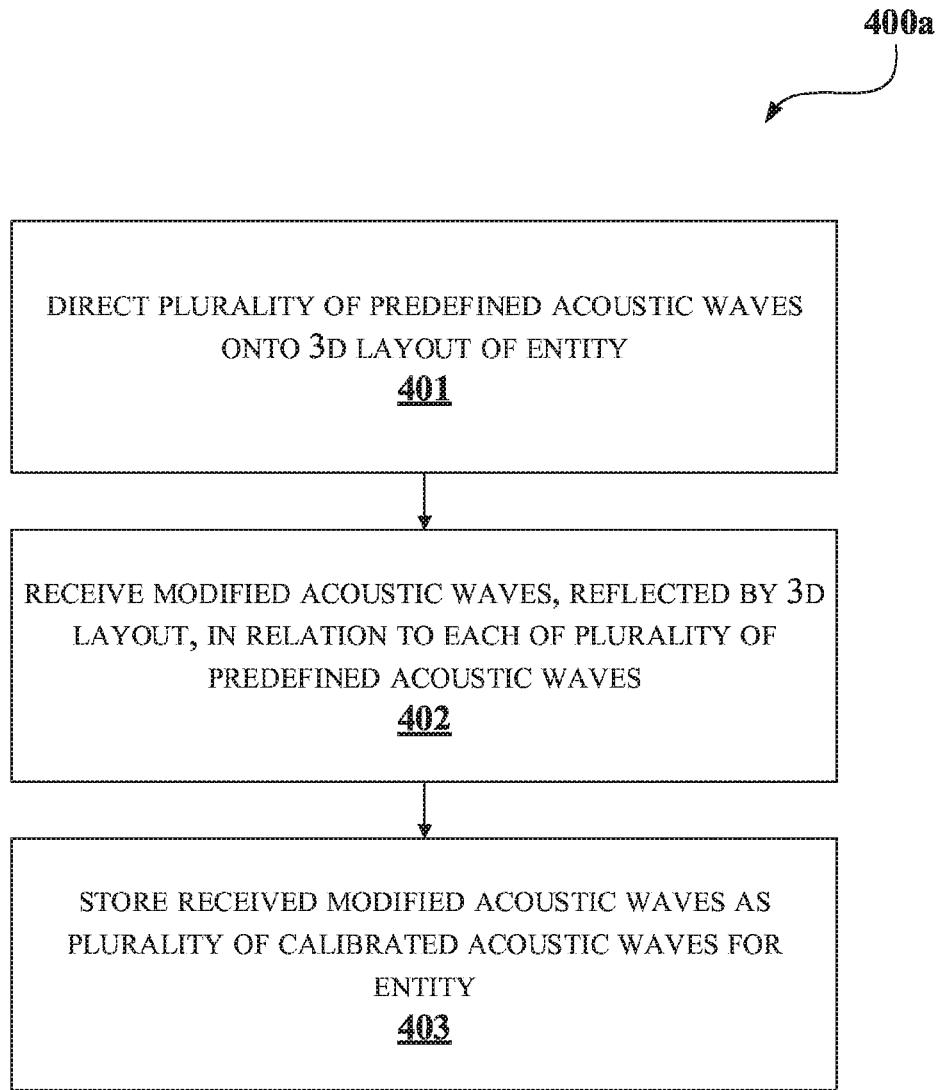 400a
DIRECT PLURALITY OF PREDEFINED ACOUSTIC WAVES
ONTO 3D LAYOUT OF ENTITY
401
RECEIVE MODIFIED ACOUSTIC WAVES, REFLECTED BY 3D
LAYOUT, IN RELATION TO EACH OF PLURALITY OF
PREDEFINED ACOUSTIC WAVES
402
STORE RECEIVED MODIFIED ACOUSTIC WAVES AS
PLURALITY OF CALIBRATED ACOUSTIC WAVES FOR
ENTITY
403